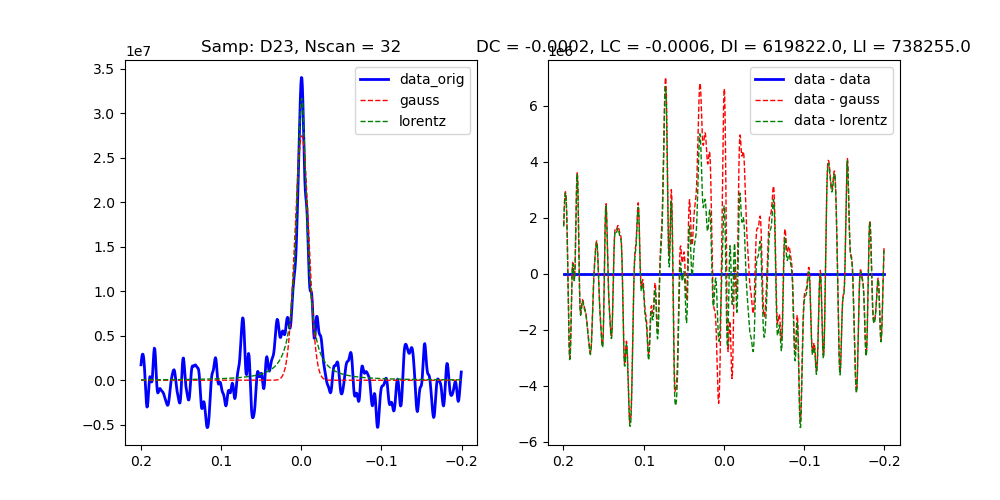 Samp: D23, Nscan = 32
1e7
3.5
3.0
2.5
2.0
1.5
1.0
0.5
0.0
−0.5
0.2
0.1
0.0
−0.1
−0.2
data_orig
gauss
lorentz
DC = -0.0002, LC = -0.0006, DI = 619822.0, LI = 738255.0
1e6
6
4
2
0
−2
−4
−6
0.2
0.1
0.0
−0.1
−0.2
data - data
data - gauss
data - lorentz